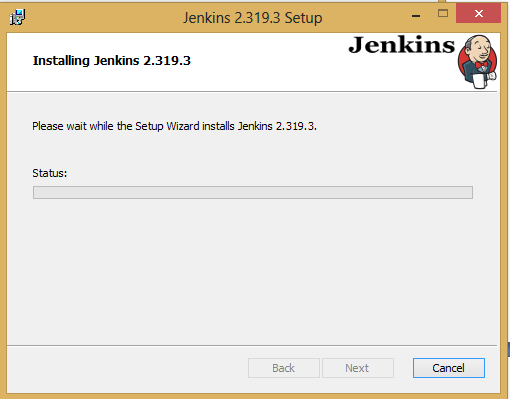 Jenkins 2.319.3 Setup
Installing Jenkins 2.319.3
Jenkins
Please wait while the Setup Wizard installs Jenkins 2.319.3.
Status:
Back
Next
Cancel